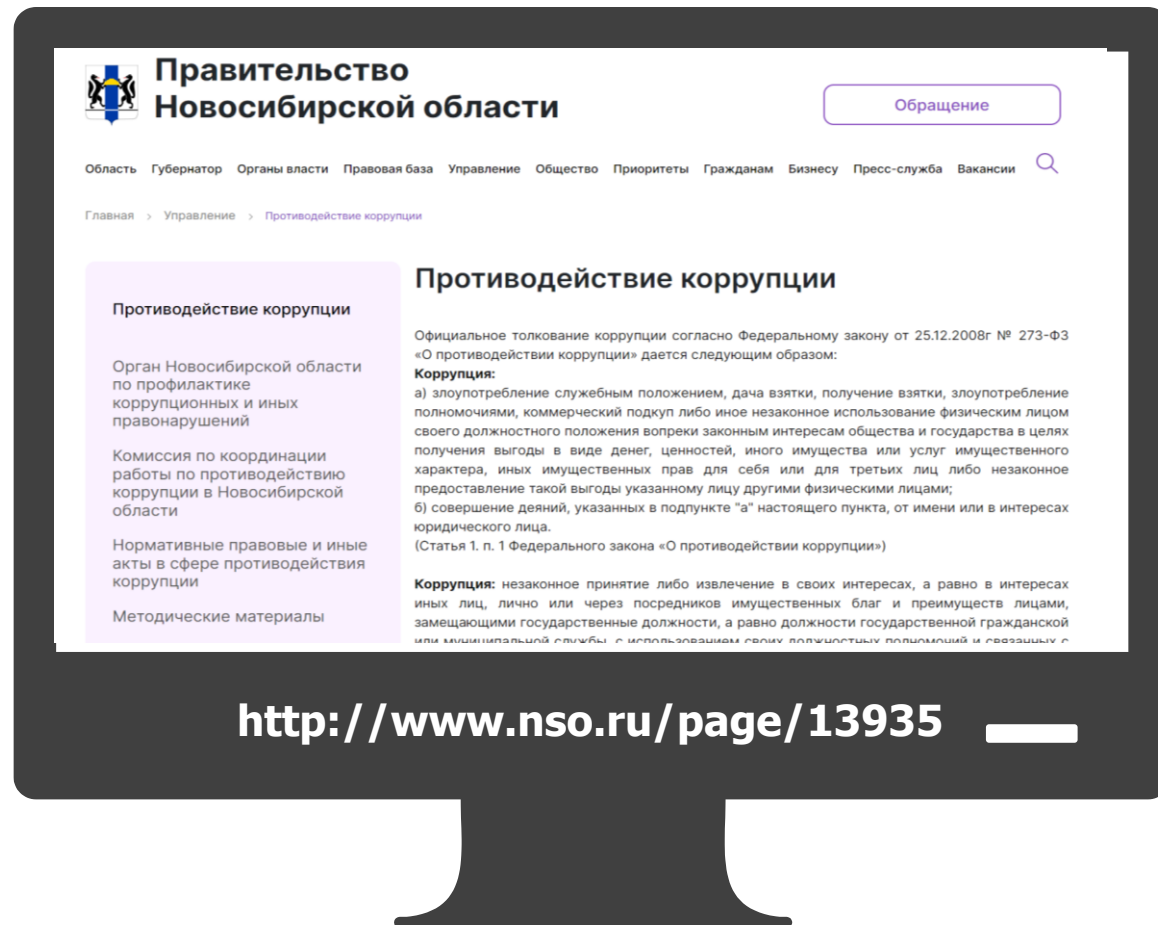 Правительство
Новосибирской области
Обращение
Область Губернатор Органы власти Правовая база Управление Общество Приоритеты Гражданам Бизнесу Пресс-служба Вакансии
Главная > Управление > Противодействие коррупции
Противодействие коррупции
Орган Новосибирской области
по профилактике
коррупционных и иных
правонарушений
Комиссия по координации
работы по противодействию
коррупции в Новосибирской
области
Нормативные правовые и иные
акты в сфере противодействия
коррупции
Методические материалы
Противодействие коррупции
Официальное толкование коррупции согласно Федеральному закону от 25.12.2008г № 273-ФЗ
«О противодействии коррупции» дается следующим образом:
Коррупция:
а) злоупотребление служебным положением, дача взятки, получение взятки, злоупотребление
полномочиями, коммерческий подкуп либо иное незаконное использование физическим лицом
своего должностного положения вопреки законным интересам общества и государства в целях
получения выгоды в виде денег, ценностей, иного имущества или услуг имущественного
характера, иных имущественных прав для себя или для третьих лиц либо незаконное
предоставление такой выгоды указанному лицу другими физическими лицами;
б) совершение деяний, указанных в подпункте "а" настоящего пункта, от имени или в интересах
юридического лица.
(Статья 1. п. 1 Федерального закона «О противодействии коррупции»)
Коррупция: незаконное принятие либо извлечение в своих интересах, а равно в интересах
иных лиц, лично или через посредников имущественных благ и преимуществ лицами,
замещающими государственные должности, а равно должности государственной гражданской
или муниципальной службы, с использованием своих должностных полномочий и связанных с
http://www.nso.ru/page/13935